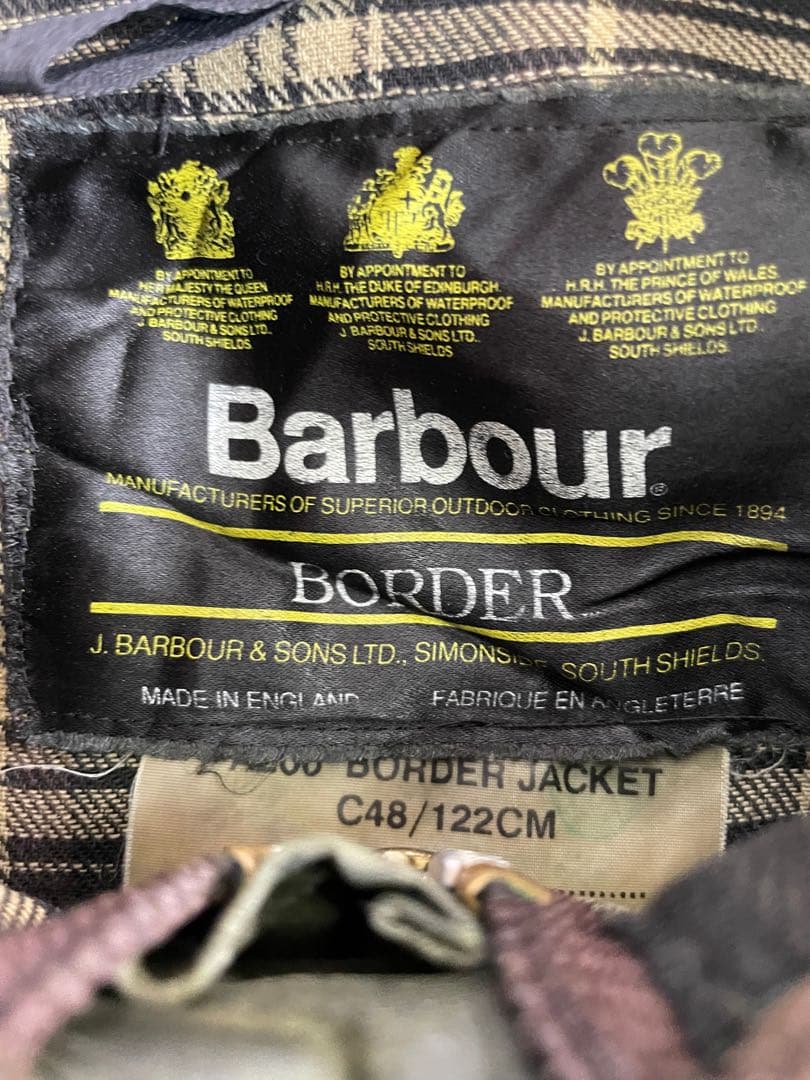 BY APPOINTMENT TO
HER MAJESTY THE QUEEN
MANUFACTURERS OF WATERPROOF
AND PROTECTIVE CLOTHING
J. BARBOUR & SONS LTD.
SOUTH SHIELDS
BY APPOINTMENT TO
H.R.H. THE DUKE OF EDINBURGH
MANUFACTURERS OF WATERPROOF
AND PROTECTIVE CLOTHING
J. BARBOUR & SONS LTD.
SOUTH SHIELDS
BY APPOINTMENT TO
H.R.H. THE PRINCE OF WALES
MANUFACTURERS OF WATERPROOF
AND PROTECTIVE CLOTHING
J. BARBOUR & SONS LTD.
SOUTH SHIELDS.
Barbour®
MANUFACTURERS OF SUPERIOR OUTDOOR CLOTHING SINCE 1894
BORDER
J. BARBOUR & SONS LTD., SIMONSIDE, SOUTH SHIELDS.
MADE IN ENGLAND FABRIQUE EN ANGLETERRE
BORDER JACKET
C48/122CM